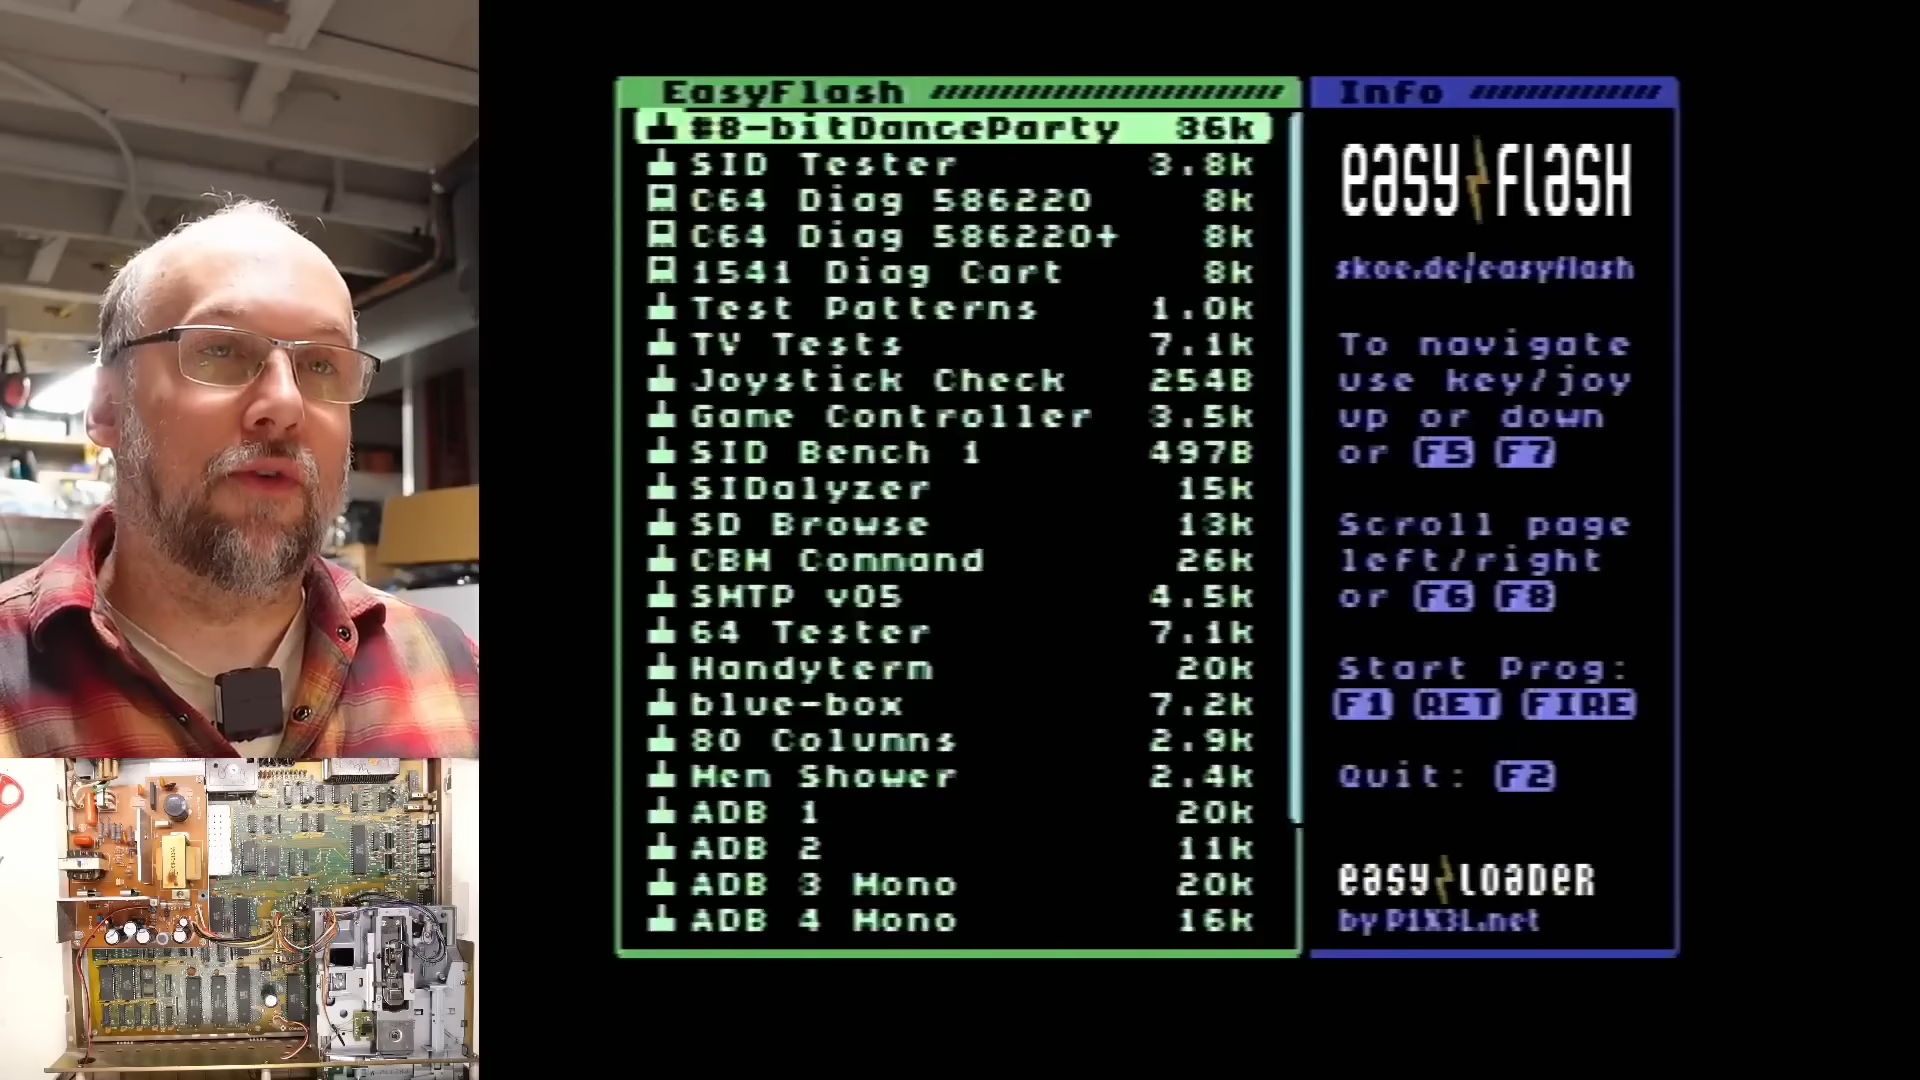 EasyFlash
#8-bitDanceParty 36k
SID Tester 3.8k
C64 Diag 586220 8k
C64 Diag 586220+ 8k
1541 Diag Cart 8k
Test Patterns 1.0k
TV Tests 7.1k
Joystick Check 254B
Game Controller 3.5k
SID Bench 1 497B
SIDalyzer 15k
SD Browse 13k
CBM Command 26k
SMTP v05 4.5k
64 Tester 7.1k
Handyterm 20k
blue-box 7.2k
80 Columns 2.9k
Mem Shower 2.4k
ADB 1 20k
ADB 2 11k
ADB 3 Mono 20k
ADB 4 Mono 16k
Info
easy FLaSH
skoe.de/easyflash
To navigate
use key/joy
up or down
or F5 F7
Scroll page
left/right
or F6 F8
Start Prog:
F1 RET FIRE
Quit: F2
easy LOaDER
by P1X3L.net